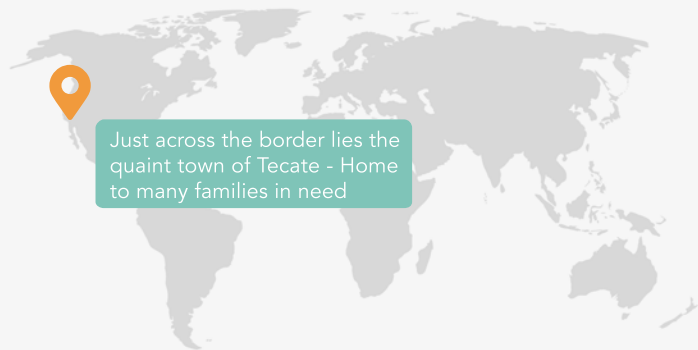 Just across the border lies the
quaint town of Tecate - Home
to many families in need